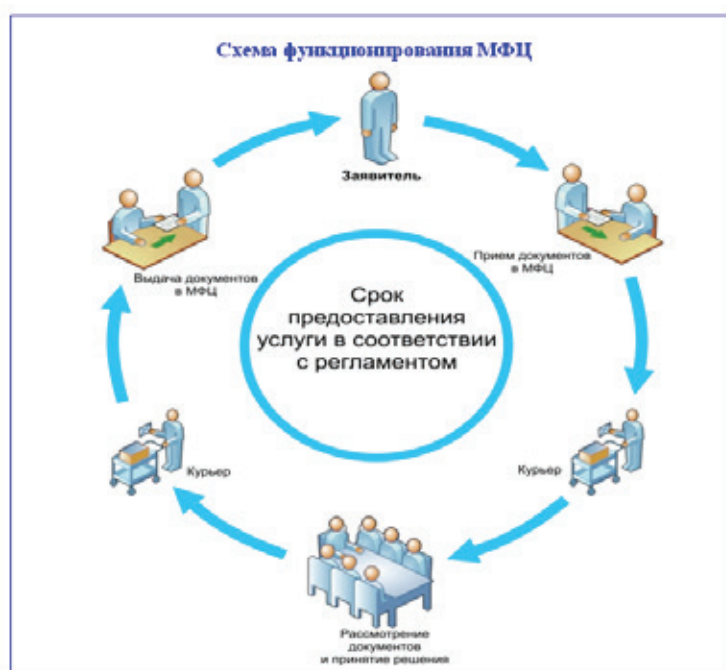 Схема функционирования МФЦ
Заявитель
Прием документов
в МФЦ
Выдача документов
в МФЦ
Срок
предоставления
услуги в соответствии
с регламентом
Курьер
Курьер
Рассмотрение
документов
и принятие решения